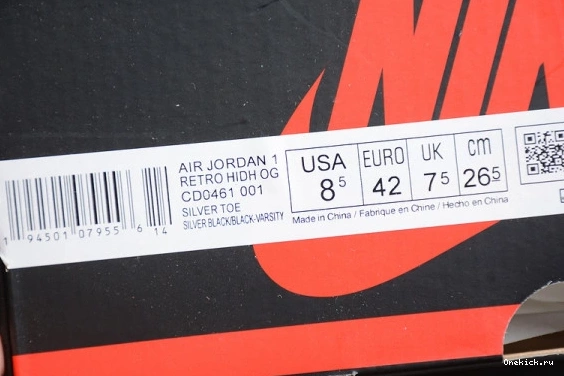 NIK
AIR JORDAN 1
RETRO HIDH OG
CD0461 001
SILVER TOE
SILVER BLACK/BLACK-VARSITY
1 94501 07955 6 14
USA
8 5
EURO
42
UK
7 5
cm
26 5
Made in China / Fabrique en Chine / Hecho en China
Onekick.ru